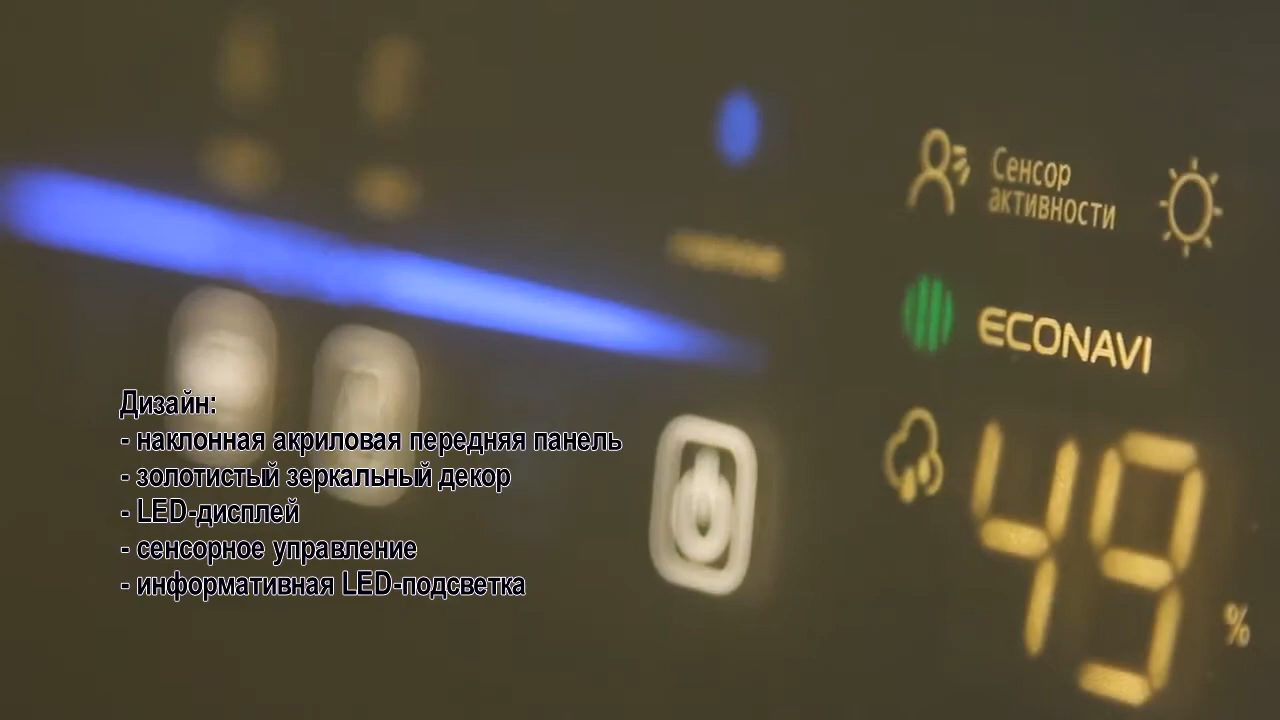 Сенсор
активности
ECONAVI
49 %
Дизайн:
- наклонная акриловая передняя панель
- золотистый зеркальный декор
- LED-дисплей
- сенсорное управление
- информативная LED-подсветка